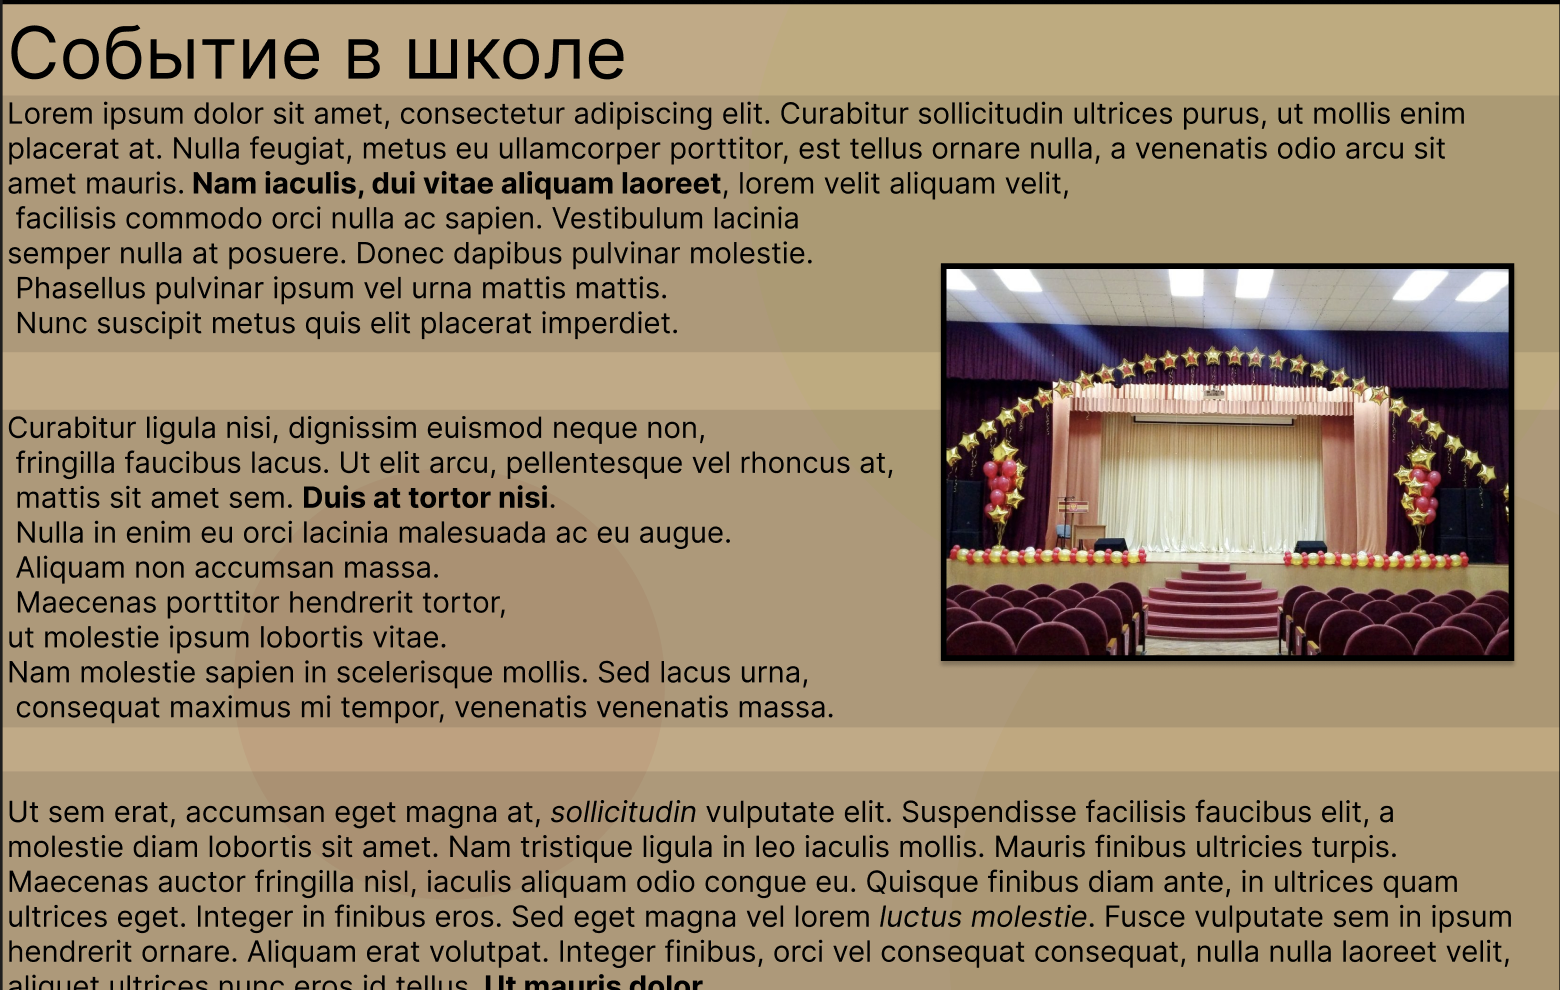 Событие в школе
Lorem ipsum dolor sit amet, consectetur adipiscing elit. Curabitur sollicitudin ultrices purus, ut mollis enim
placerat at. Nulla feugiat, metus eu ullamcorper porttitor, est tellus ornare nulla, a venenatis odio arcu sit
amet mauris. Nam iaculis, dui vitae aliquam laoreet, lorem velit aliquam velit,
facilisis commodo orci nulla ac sapien. Vestibulum lacinia
semper nulla at posuere. Donec dapibus pulvinar molestie.
Phasellus pulvinar ipsum vel urna mattis mattis.
Nunc suscipit metus quis elit placerat imperdiet.
Curabitur ligula nisi, dignissim euismod neque non,
fringilla faucibus lacus. Ut elit arcu, pellentesque vel rhoncus at,
mattis sit amet sem. Duis at tortor nisi.
Nulla in enim eu orci lacinia malesuada ac eu augue.
Aliquam non accumsan massa.
Maecenas porttitor hendrerit tortor,
ut molestie ipsum lobortis vitae.
Nam molestie sapien in scelerisque mollis. Sed lacus urna,
consequat maximus mi tempor, venenatis venenatis massa.
Ut sem erat, accumsan eget magna at, sollicitudin vulputate elit. Suspendisse facilisis faucibus elit, a
molestie diam lobortis sit amet. Nam tristique ligula in leo iaculis mollis. Mauris finibus ultricies turpis.
Maecenas auctor fringilla nisl, iaculis aliquam odio congue eu. Quisque finibus diam ante, in ultrices quam
ultrices eget. Integer in finibus eros. Sed eget magna vel lorem luctus molestie. Fusce vulputate sem in ipsum
hendrerit ornare. Aliquam erat volutpat. Integer finibus, orci vel consequat consequat, nulla nulla laoreet velit,
aliquet ultrices nunc eros id tellus. Ut mauris dolor